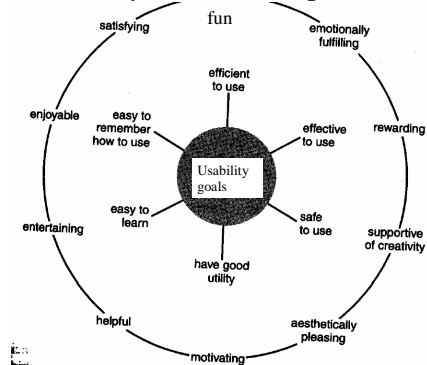 fun
satisfying
emotionally
fulfilling
efficient
to use
enjoyable
easy to
remember
how to use
effective
to use
rewarding
Usability
goals
easy to
learn
safe
to use
entertaining
supportive
of creativity
have good
utility
helpful
aesthetically
pleasing
motivating